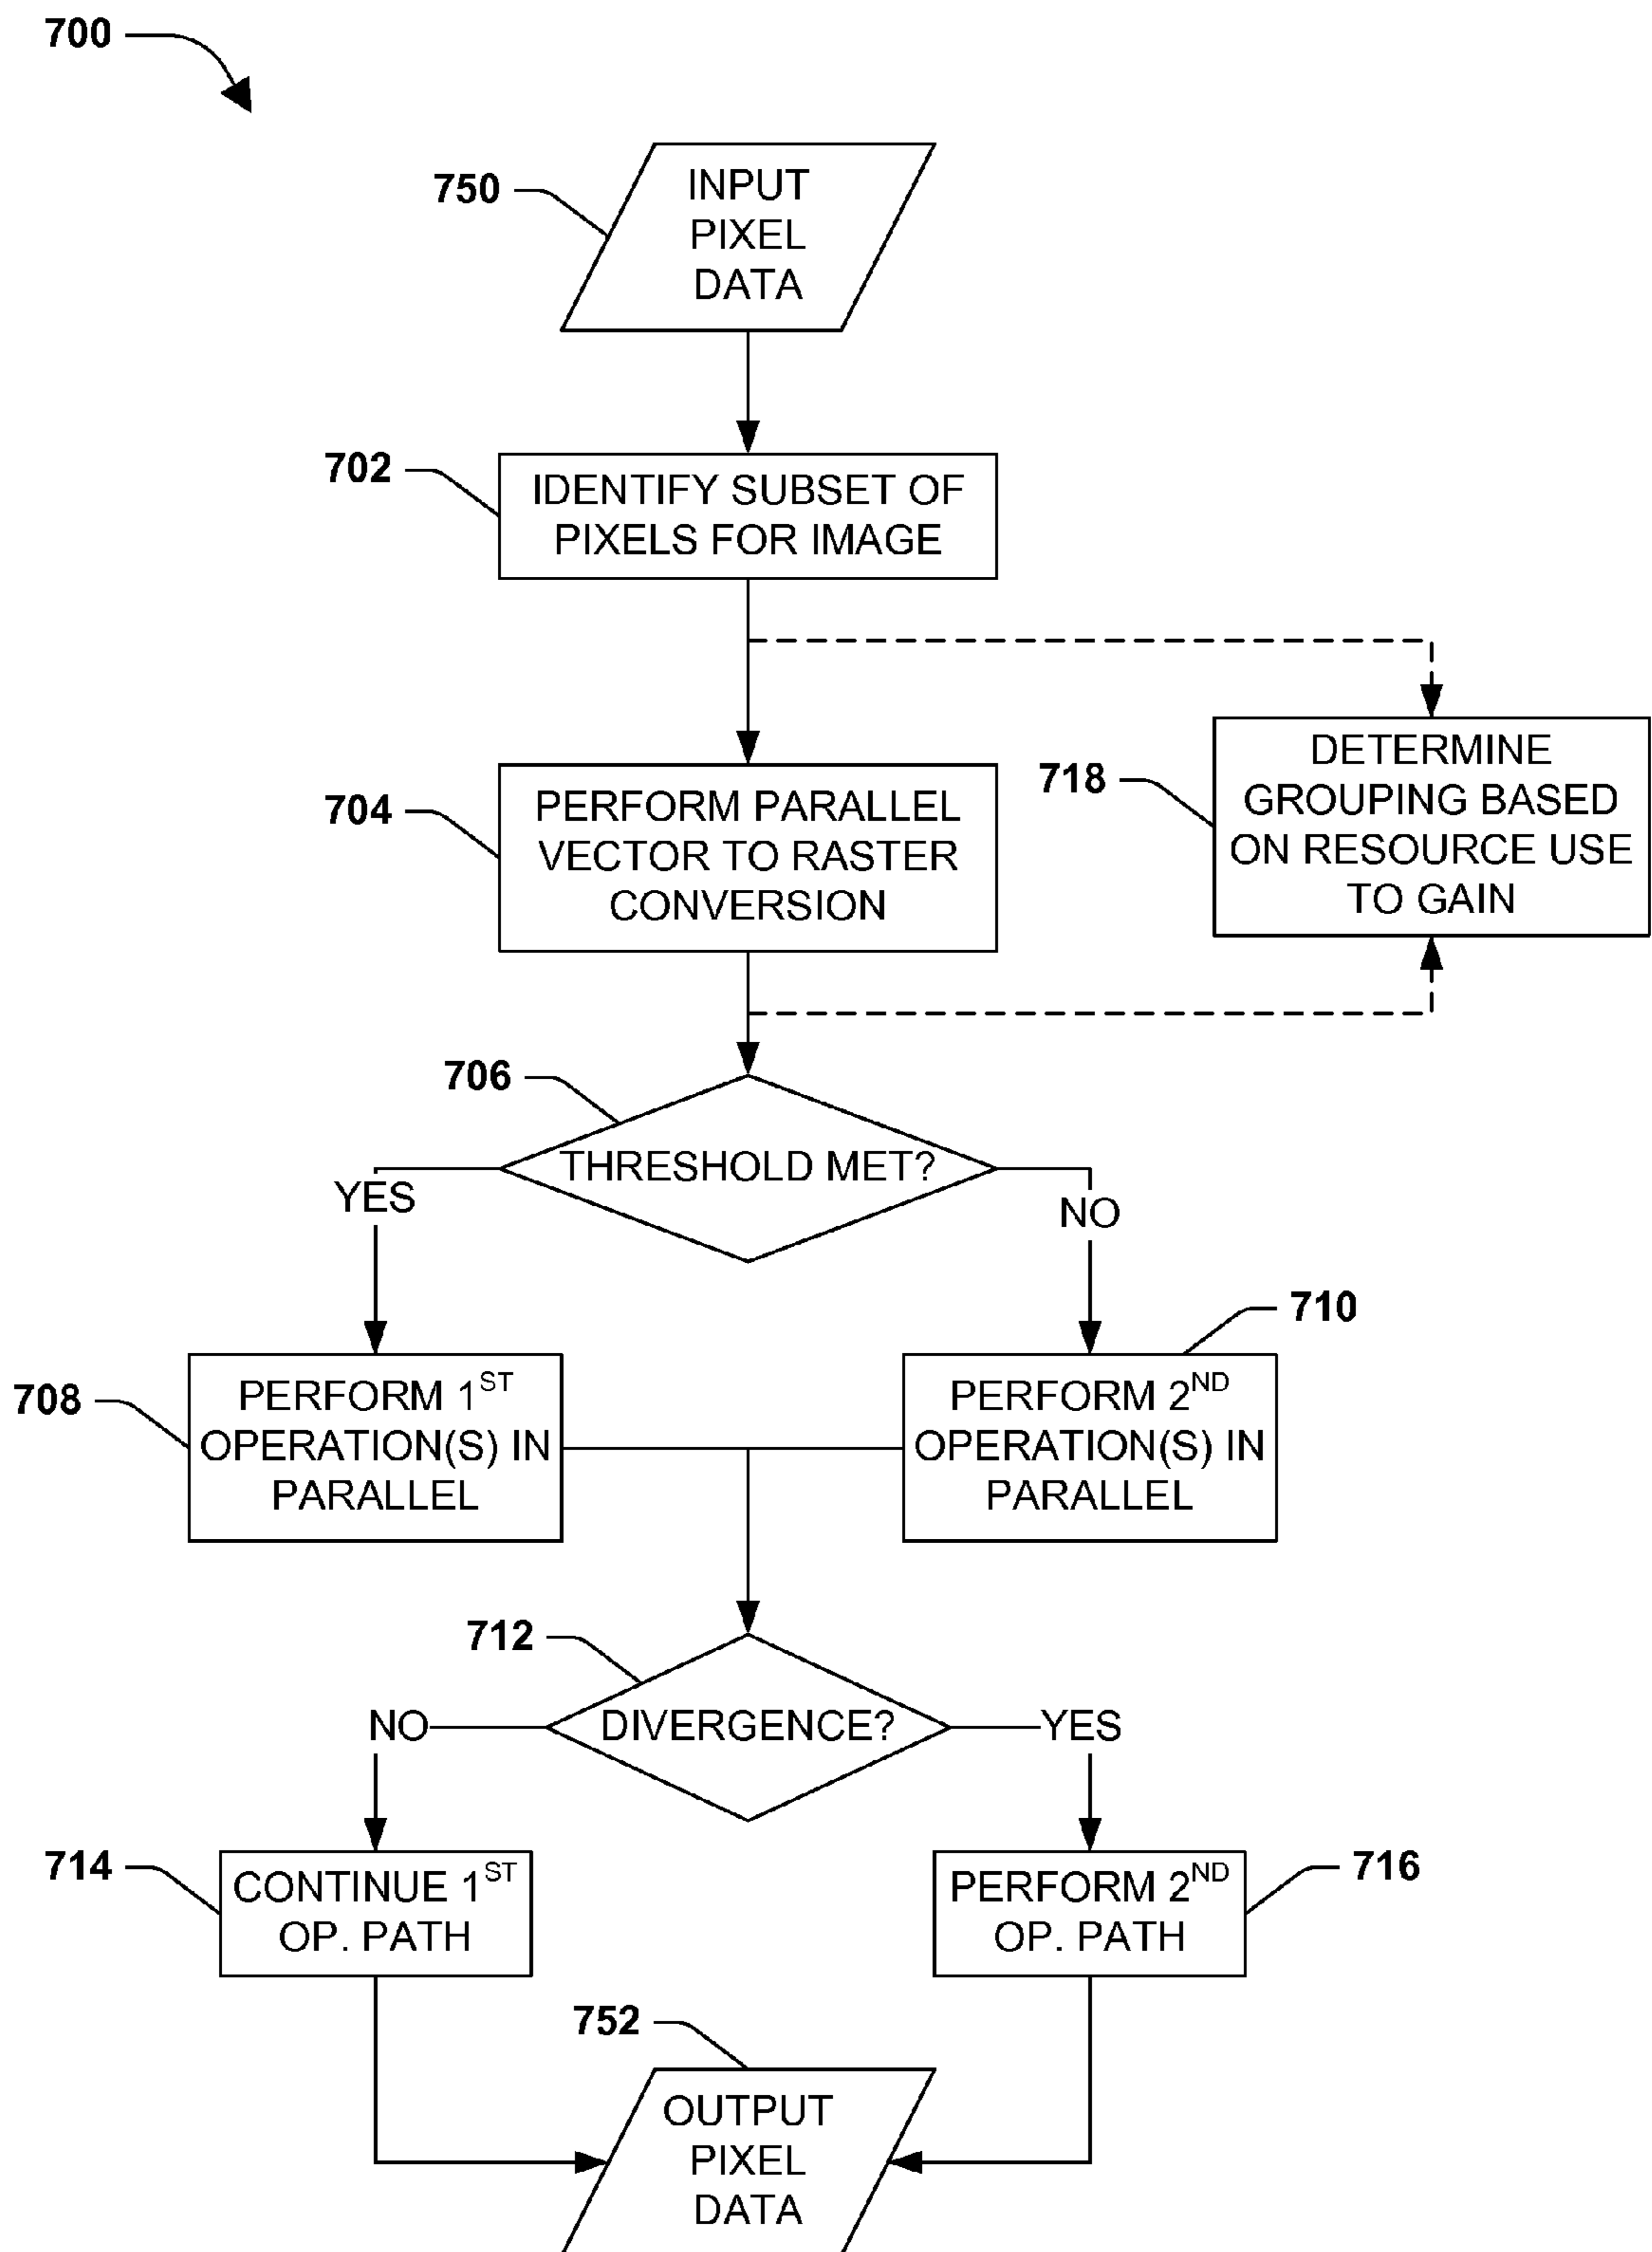 700
750
INPUT
PIXEL
DATA
702
IDENTIFY SUBSET OF
PIXELS FOR IMAGE
704
PERFORM PARALLEL
VECTOR TO RASTER
CONVERSION
718
DETERMINE
GROUPING BASED
ON RESOURCE USE
TO GAIN
706
THRESHOLD MET?
YES
NO
708
PERFORM 1ST
OPERATION(S) IN
PARALLEL
710
PERFORM 2ND
OPERATION(S) IN
PARALLEL
712
DIVERGENCE?
NO
YES
714
CONTINUE 1ST
OP. PATH
716
PERFORM 2ND
OP. PATH
752
OUTPUT
PIXEL
DATA